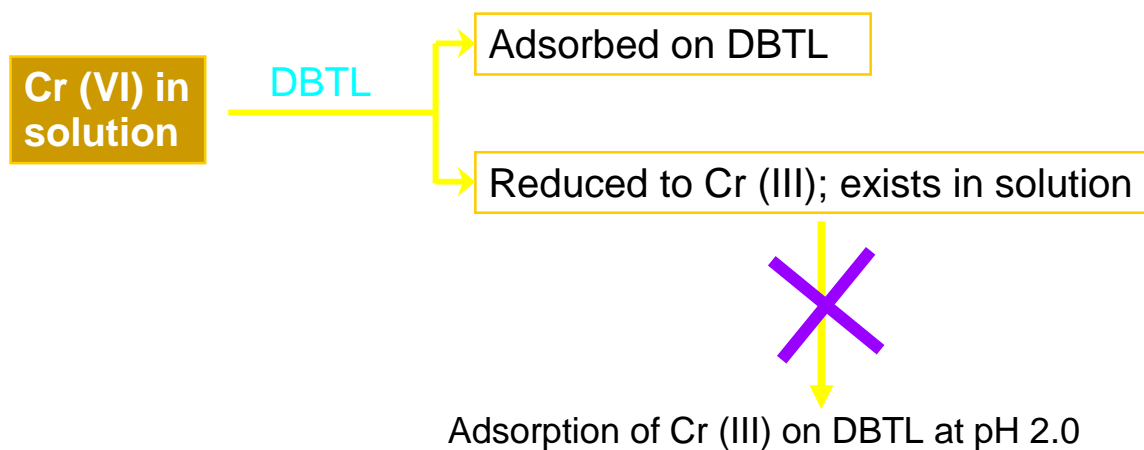 Cr (VI) in
solution
DBTL
Adsorbed on DBTL
Reduced to Cr (III); exists in solution
Adsorption of Cr (III) on DBTL at pH 2.0